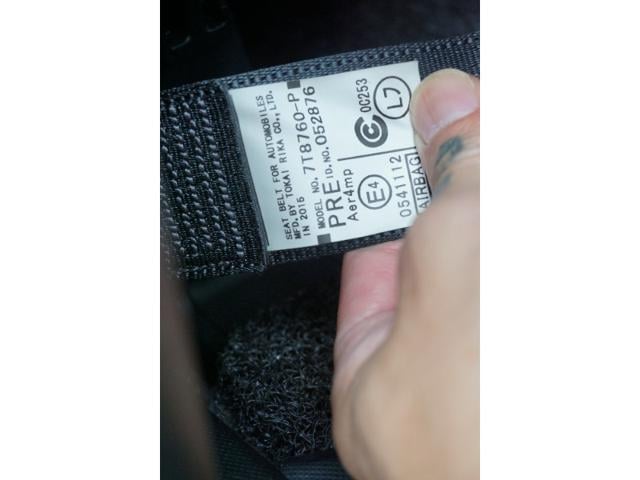 SEAT BELT FOR AUTOMOBILES
MFD.BY TOKAI RIKA CO.,LTD.
IN 2015
MODEL NO. 7T8760-P
PRE ID.NO. 052876
Aer4mp
E4
0C253
L7
0541112
AIRBAG